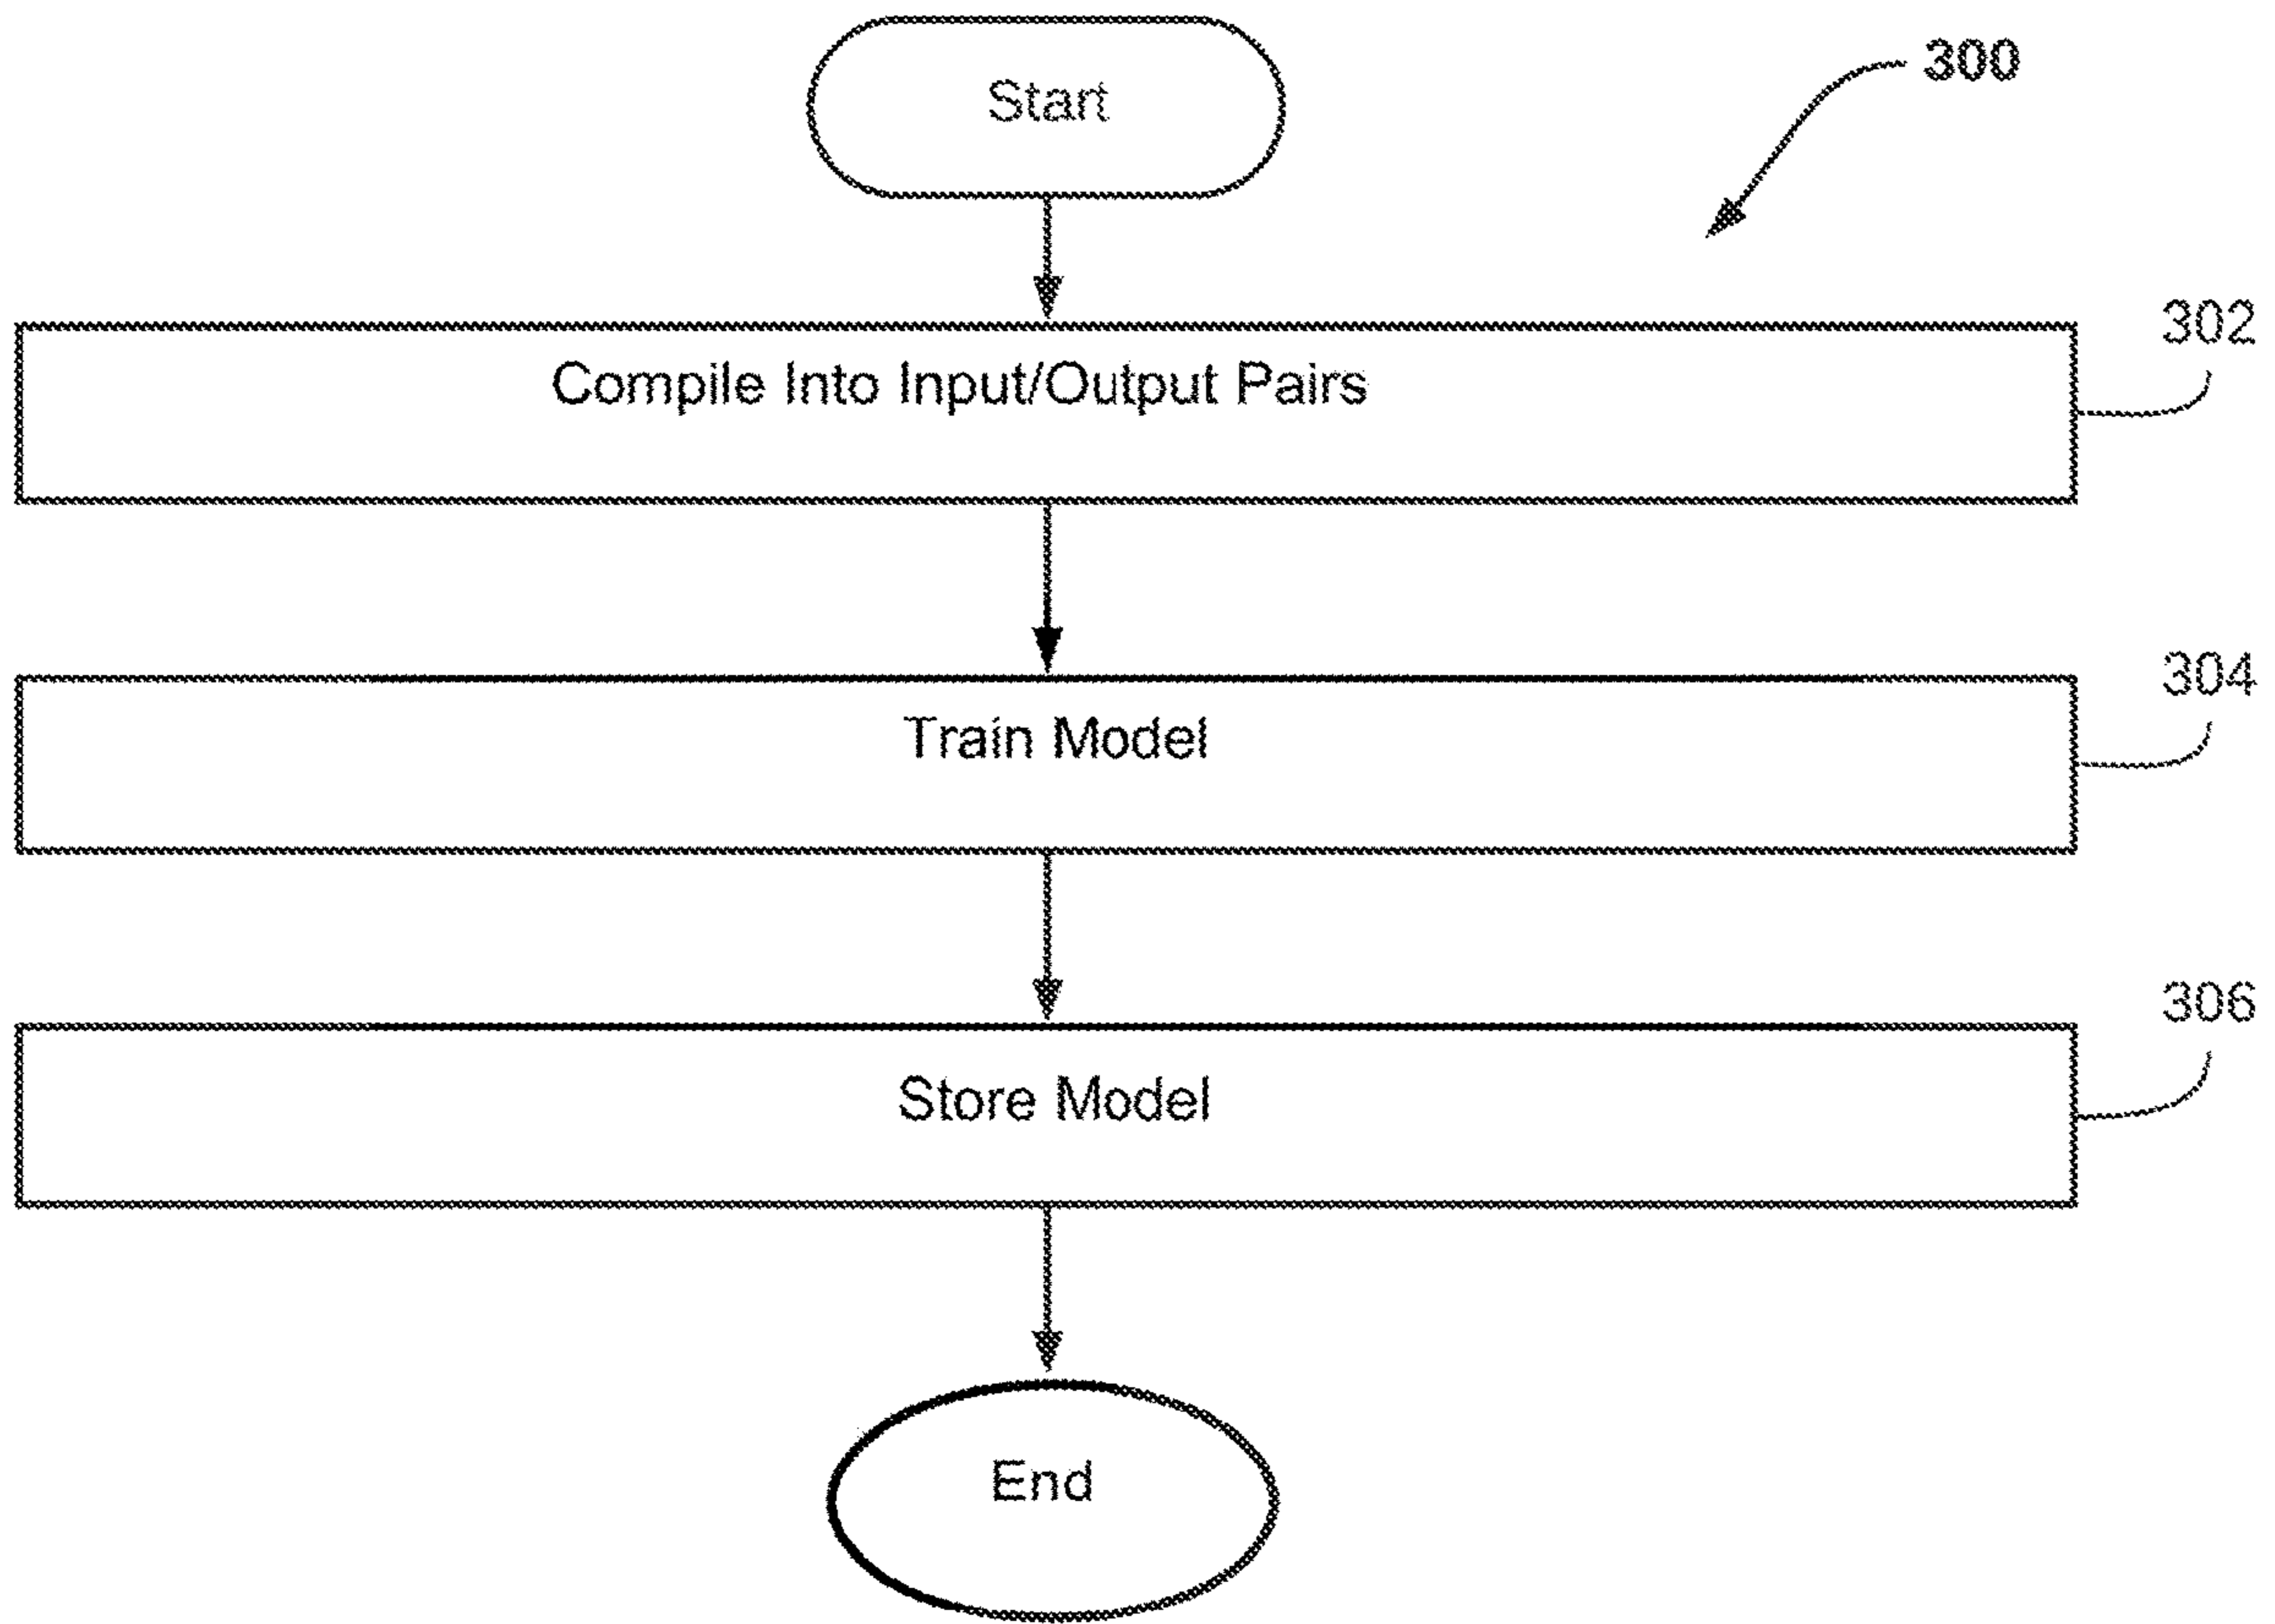 Start
300
302
Compile Into Input/Output Pairs
304
Train Model
306
Store Model
End